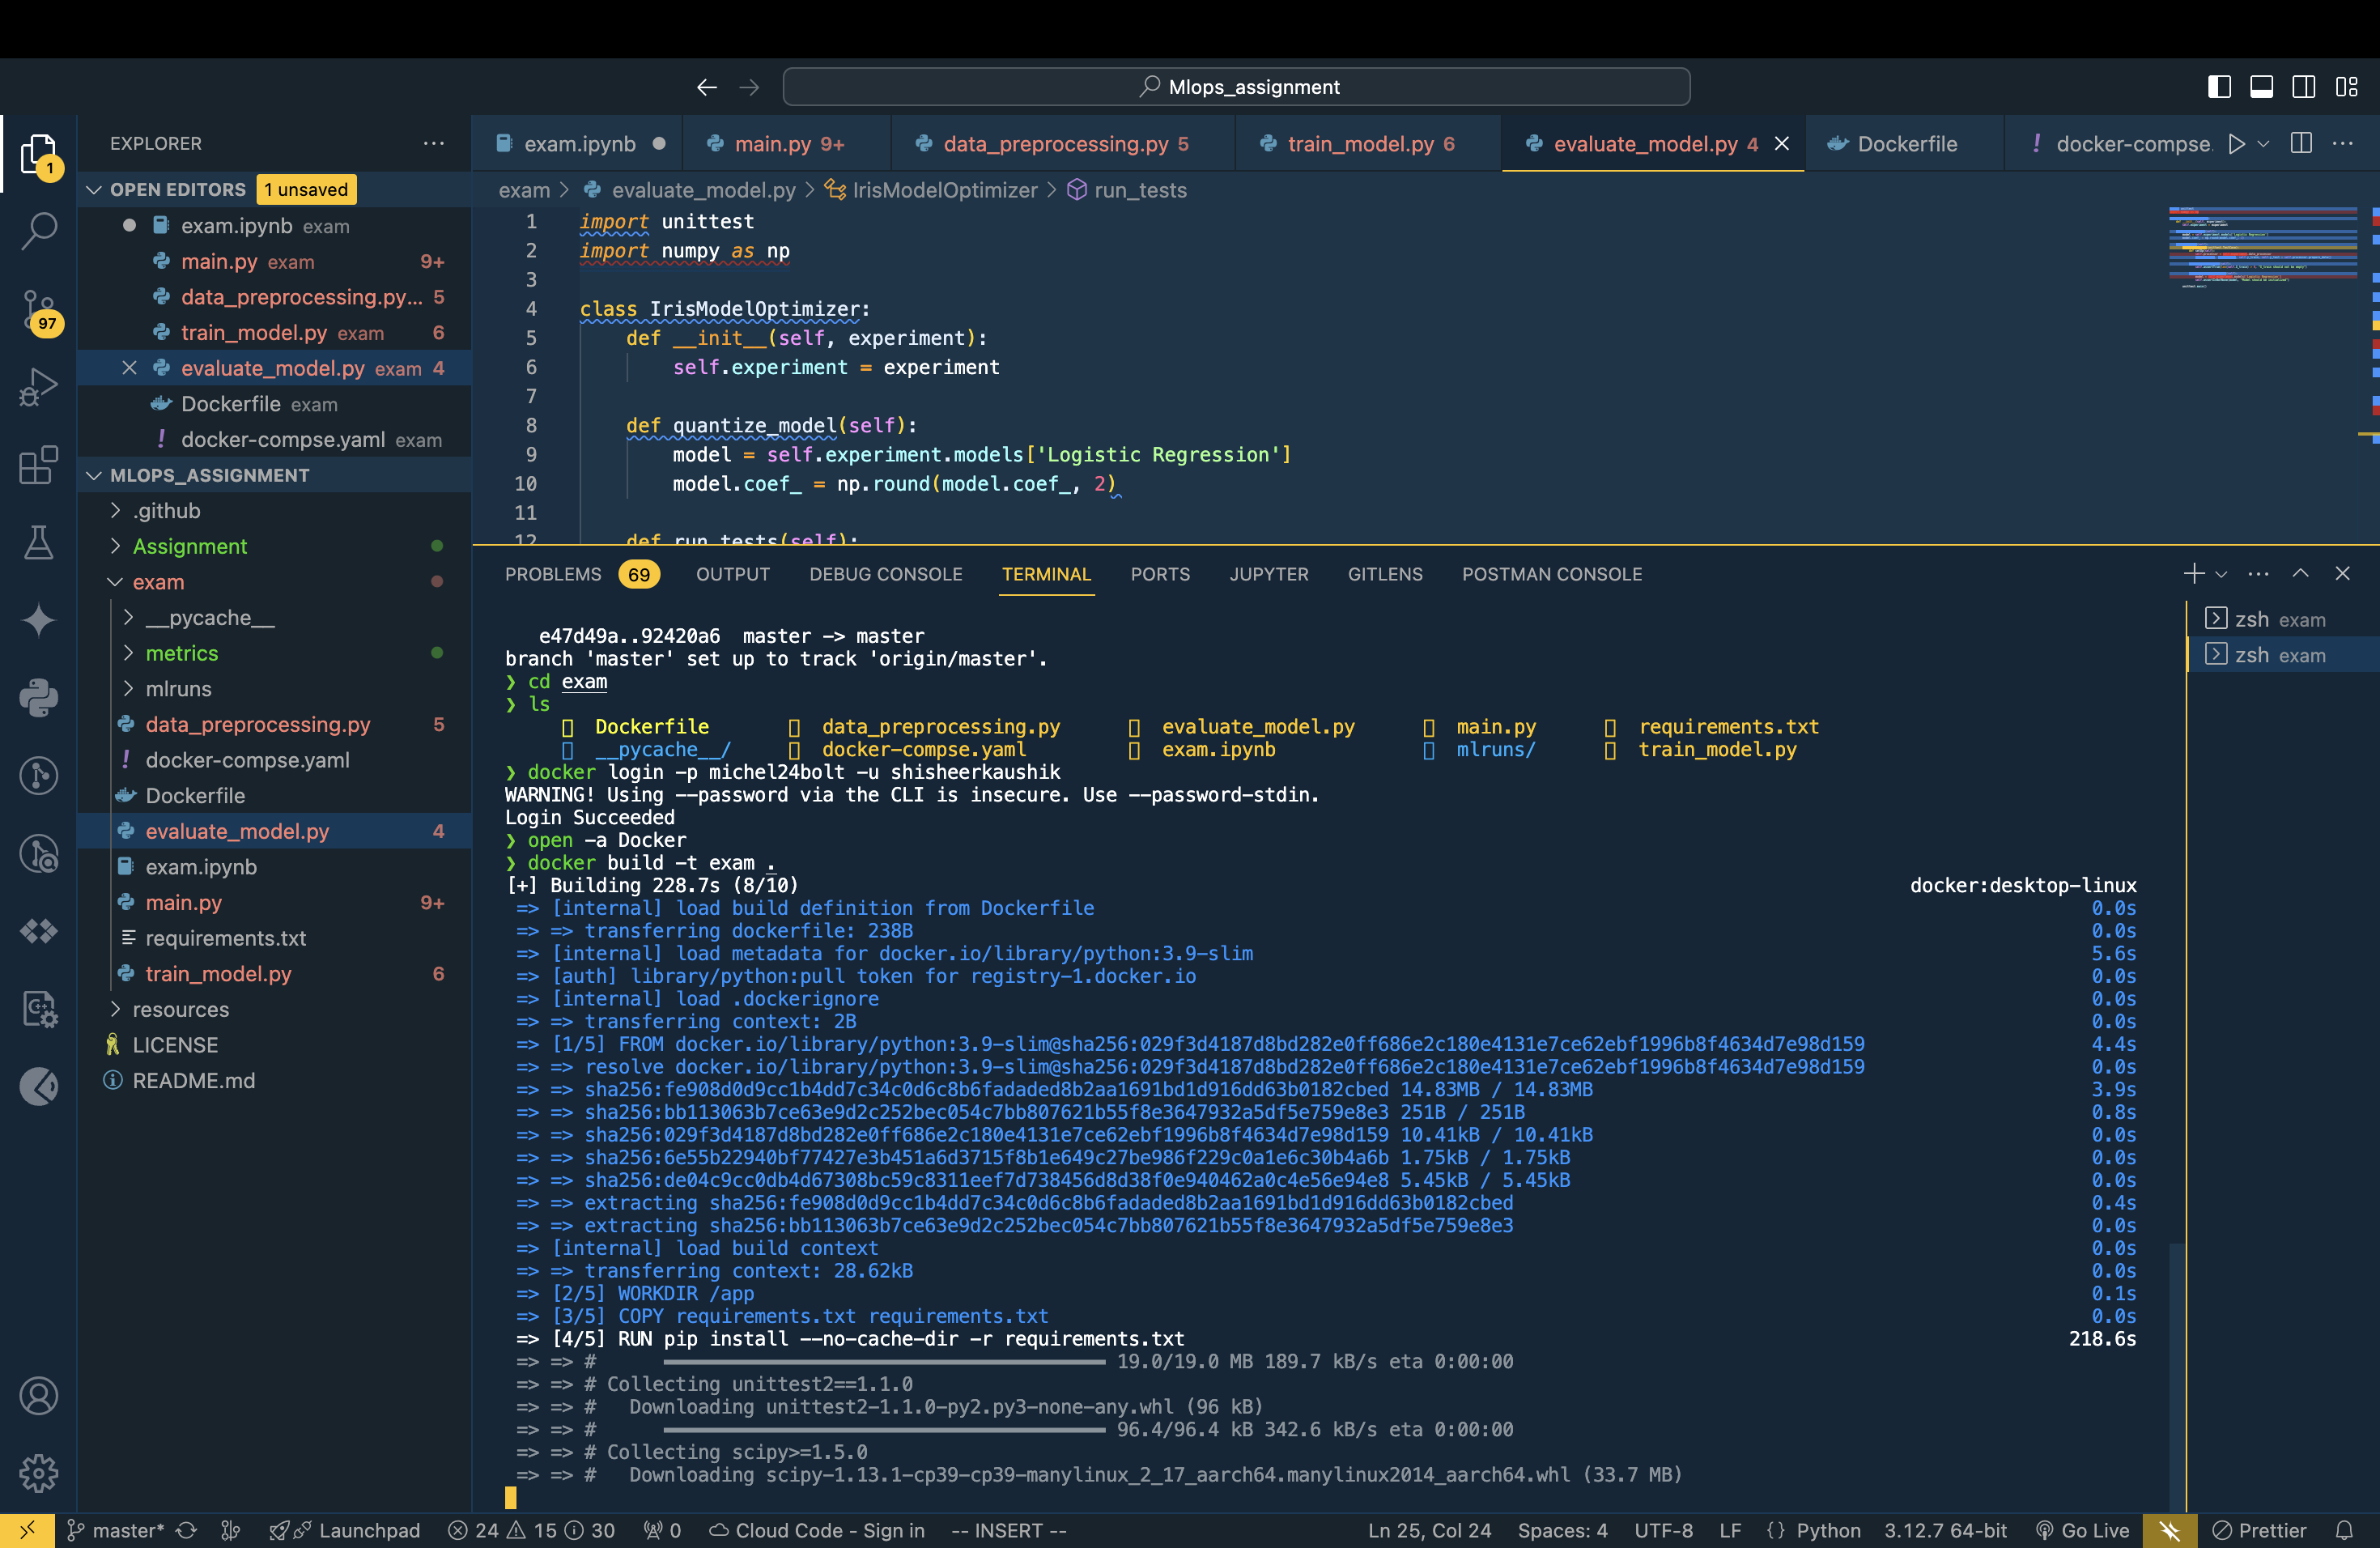 Mlops_assignment
EXPLORER
OPEN EDITORS 1 unsaved
exam.ipynb exam
main.py exam 9+
data_preprocessing.py... 5
train_model.py exam 6
evaluate_model.py exam 4
Dockerfile exam
! docker-compse.yaml exam
MLOPS_ASSIGNMENT
.github
Assignment
exam
__pycache__
metrics
mlruns
data_preprocessing.py 5
! docker-compse.yaml
Dockerfile
evaluate_model.py 4
exam.ipynb
main.py 9+
requirements.txt
train_model.py 6
resources
LICENSE
README.md
1
97
exam.ipynb main.py 9+ data_preprocessing.py 5 train_model.py 6 evaluate_model.py 4 Dockerfile ! docker-compse.
exam > evaluate_model.py > IrisModelOptimizer > run_tests
1 import unittest
2 import numpy as np
3
4 class IrisModelOptimizer:
5 def __init__(self, experiment):
6 self.experiment = experiment
7
8 def quantize_model(self):
9 model = self.experiment.models['Logistic Regression']
10 model.coef_ = np.round(model.coef_, 2)
11
12 def run_tests(self):
PROBLEMS 69 OUTPUT DEBUG CONSOLE TERMINAL PORTS JUPYTER GITLENS POSTMAN CONSOLE
zsh exam
zsh exam
e47d49a..92420a6 master -> master
branch 'master' set up to track 'origin/master'.
❯ cd exam
❯ ls
Dockerfile data_preprocessing.py evaluate_model.py main.py requirements.txt
__pycache__/ docker-compse.yaml exam.ipynb mlruns/ train_model.py
❯ docker login -p michel24bolt -u shisheerkaushik
WARNING! Using --password via the CLI is insecure. Use --password-stdin.
Login Succeeded
❯ open -a Docker
❯ docker build -t exam .
[+] Building 228.7s (8/10) docker:desktop-linux
=> [internal] load build definition from Dockerfile 0.0s
=> => transferring dockerfile: 238B 0.0s
=> [internal] load metadata for docker.io/library/python:3.9-slim 5.6s
=> [auth] library/python:pull token for registry-1.docker.io 0.0s
=> [internal] load .dockerignore 0.0s
=> => transferring context: 2B 0.0s
=> [1/5] FROM docker.io/library/python:3.9-slim@sha256:029f3d4187d8bd282e0ff686e2c180e4131e7ce62ebf1996b8f4634d7e98d159 4.4s
=> => resolve docker.io/library/python:3.9-slim@sha256:029f3d4187d8bd282e0ff686e2c180e4131e7ce62ebf1996b8f4634d7e98d159 0.0s
=> => sha256:fe908d0d9cc1b4dd7c34c0d6c8b6fadaded8b2aa1691bd1d916dd63b0182cbed 14.83MB / 14.83MB 3.9s
=> => sha256:bb113063b7ce63e9d2c252bec054c7bb807621b55f8e3647932a5df5e759e8e3 251B / 251B 0.8s
=> => sha256:029f3d4187d8bd282e0ff686e2c180e4131e7ce62ebf1996b8f4634d7e98d159 10.41kB / 10.41kB 0.0s
=> => sha256:6e55b22940bf77427e3b451a6d3715f8b1e649c27be986f229c0a1e6c30b4a6b 1.75kB / 1.75kB 0.0s
=> => sha256:de04c9cc0db4d67308bc59c8311eef7d738456d8d38f0e940462a0c4e56e94e8 5.45kB / 5.45kB 0.0s
=> => extracting sha256:fe908d0d9cc1b4dd7c34c0d6c8b6fadaded8b2aa1691bd1d916dd63b0182cbed 0.4s
=> => extracting sha256:bb113063b7ce63e9d2c252bec054c7bb807621b55f8e3647932a5df5e759e8e3 0.0s
=> [internal] load build context 0.0s
=> => transferring context: 28.62kB 0.0s
=> [2/5] WORKDIR /app 0.1s
=> [3/5] COPY requirements.txt requirements.txt 0.0s
=> [4/5] RUN pip install --no-cache-dir -r requirements.txt 218.6s
=> => # 19.0/19.0 MB 189.7 kB/s eta 0:00:00
=> => # Collecting unittest2==1.1.0
=> => # Downloading unittest2-1.1.0-py2.py3-none-any.whl (96 kB)
=> => # 96.4/96.4 kB 342.6 kB/s eta 0:00:00
=> => # Collecting scipy>=1.5.0
=> => # Downloading scipy-1.13.1-cp39-cp39-manylinux_2_17_aarch64.manylinux2014_aarch64.whl (33.7 MB)
master* Launchpad 24 15 30 0 Cloud Code - Sign in -- INSERT -- Ln 25, Col 24 Spaces: 4 UTF-8 LF {} Python 3.12.7 64-bit Go Live Prettier